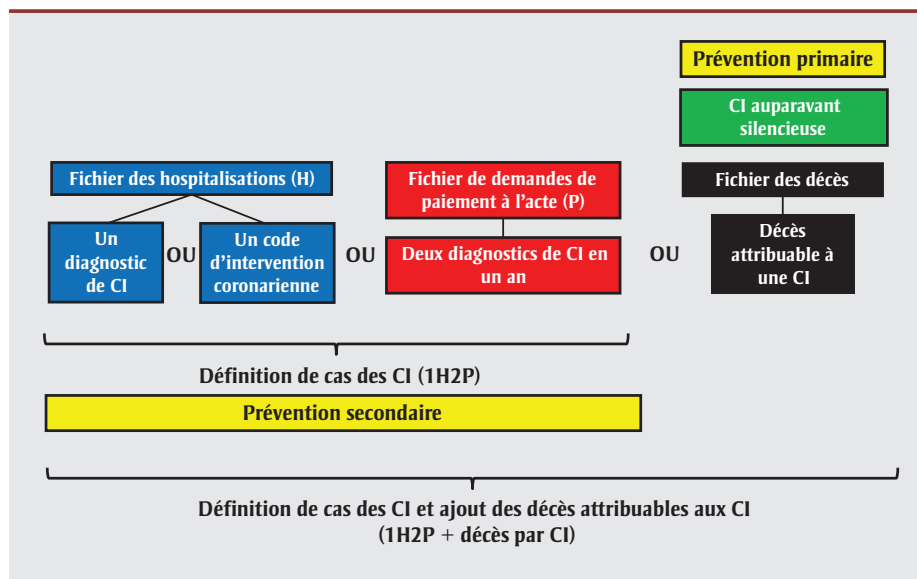 Prévention primaire
CI auparavant
silencieuse
Fichier des hospitalisations (H)
Fichier de demandes de
paiement à l'acte (P)
Fichier des décès
Un
diagnostic
de CI
OU
Un code
d'intervention
coronarienne
OU
Deux diagnostics de CI en
un an
OU
Décès
attribuable à
une CI
Définition de cas des CI (1H2P)
Prévention secondaire
Définition de cas des CI et ajout des décès attribuables aux CI
(1H2P + décès par CI)